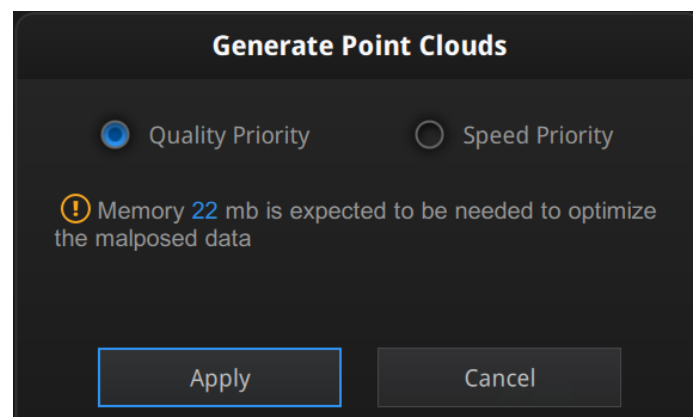 Generate Point Clouds
Quality Priority Speed Priority
Memory 22 mb is expected to be needed to optimize
the malposed data
Apply Cancel